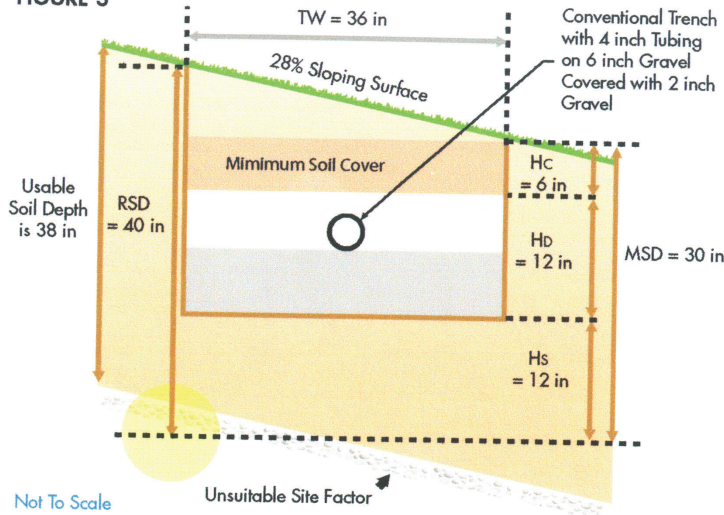 FIGURE 3
TW = 36 in
Conventional Trench
with 4 inch Tubing
on 6 inch Gravel
Covered with 2 inch
Gravel
28% Sloping Surface
Mimimum Soil Cover
Usable
Soil Depth
is 38 in
RSD
= 40 in
HC
= 6 in
HD
= 12 in
MSD = 30 in
HS
= 12 in
Not To Scale
Unsuitable Site Factor